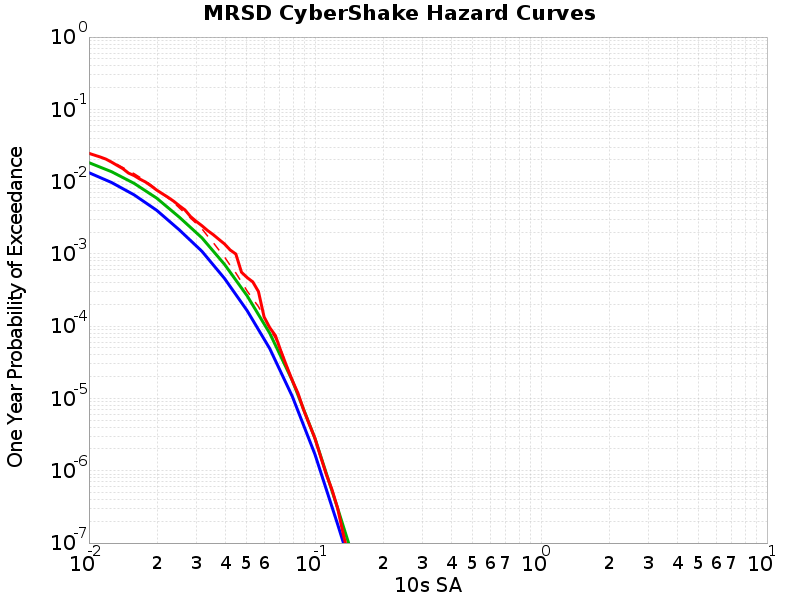 MRSD CyberShake Hazard Curves
One Year Probability of Exceedance
10^0
10^-1
10^-2
10^-3
10^-4
10^-5
10^-6
10^-7
10^-2 2 3 4 5 6 10^-1 2 3 4 5 6 7 10^0 2 3 4 5 6 7 10^1
10s SA